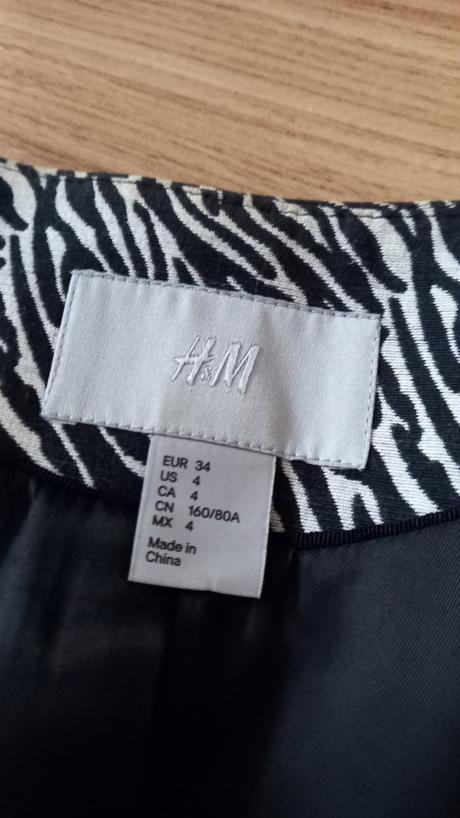 H&M
EUR 34
US 4
CA 4
CN 160/80A
MX 4
Made in
China